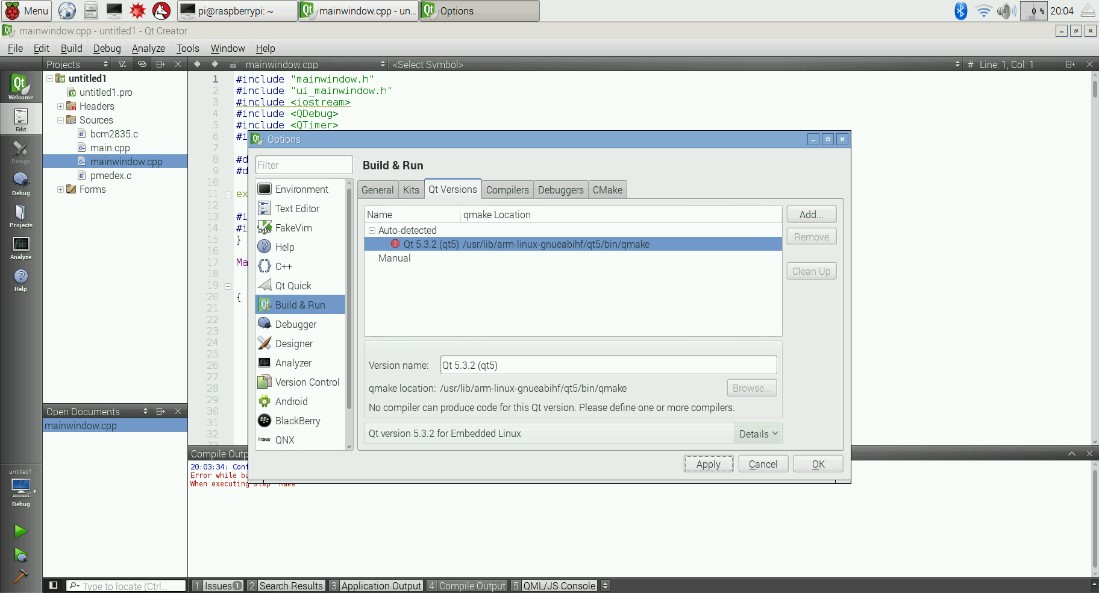 Menu pi@raspberrypi: ~ mainwindow.cpp - un... Options 0 % 20:04
mainwindow.cpp - untitled1 - Qt Creator
File Edit Build Debug Analyze Tools Window Help
Projects mainwindow.cpp <Select Symbol> # Line: 1, Col: 1
Welcome
Edit
Design
Debug
Projects
Analyze
Help
untitled1
untitled1.pro
Headers
Sources
bcm2835.c
main.cpp
mainwindow.cpp
pmedex.c
Forms
1 #include "mainwindow.h"
2 #include "ui_mainwindow.h"
3 #include <iostream>
4 #include <QDebug>
5 #include <QTimer>
6 #i
7
8 #d
9 #d
10
11 ex
12
13 #i
14 #i
15 }
16
17 Ma
18
19
20 {
21
22
23
24
25
26
27
28
29
30
31
32
Options
Filter
Environment
Text Editor
FakeVim
Help
C++
Qt Quick
Build & Run
Debugger
Designer
Analyzer
Version Control
Android
BlackBerry
QNX
Build & Run
General Kits Qt Versions Compilers Debuggers CMake
Name qmake Location
Auto-detected
Qt 5.3.2 (qt5) /usr/lib/arm-linux-gnueabihf/qt5/bin/qmake
Manual
Add...
Remove
Clean Up
Version name: Qt 5.3.2 (qt5)
qmake location: /usr/lib/arm-linux-gnueabihf/qt5/bin/qmake Browse...
No compiler can produce code for this Qt version. Please define one or more compilers.
Qt version 5.3.2 for Embedded Linux Details
Apply Cancel OK
Open Documents
mainwindow.cpp
Compile Outp
20:03:34: Conf
Error while bu
When executing step 'Make'
untitled1
Debug
Type to locate (Ctrl... 1 Issues 1 2 Search Results 3 Application Output 4 Compile Output 5 QML/JS Console